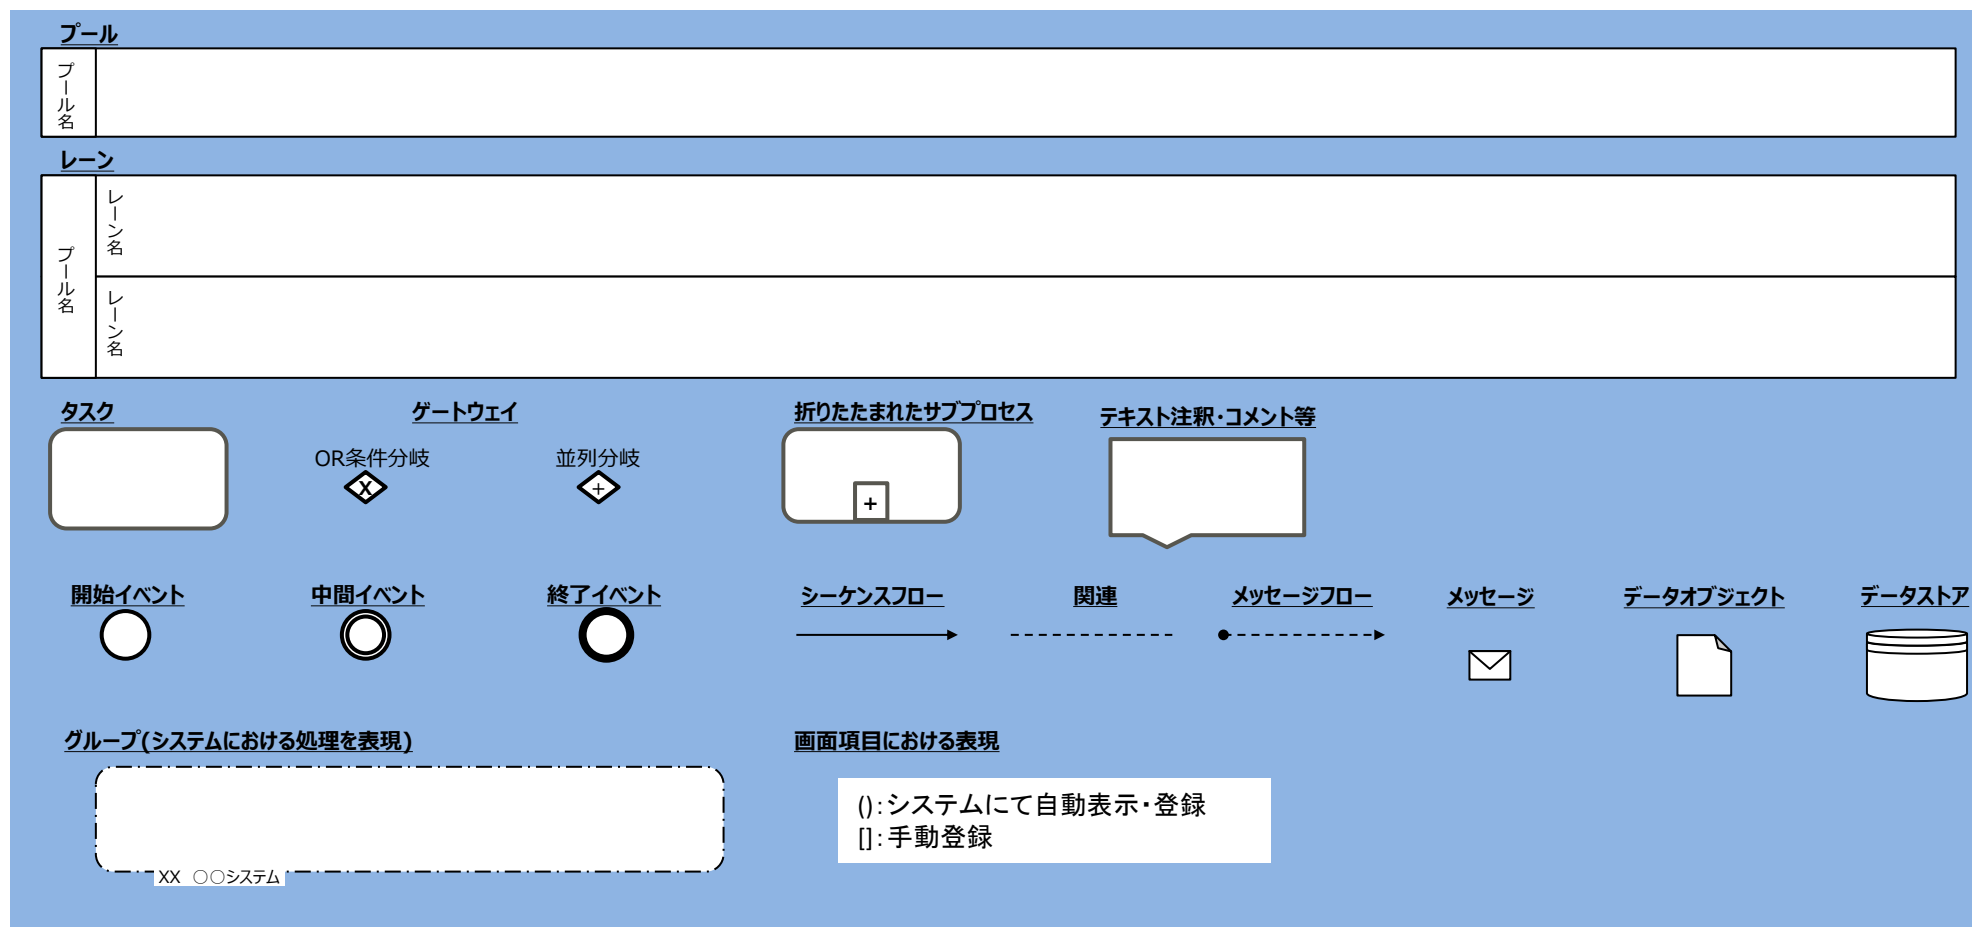 プール
プール名
レーン
プール名
レーン名
レーン名
タスク
ゲートウェイ
折りたたまれたサブプロセス
テキスト注釈・コメント等
OR条件分岐
並列分岐
X
+
+
開始イベント
中間イベント
終了イベント
シーケンスフロー
関連
メッセージフロー
メッセージ
データオブジェクト
データストア
グループ(システムにおける処理を表現)
画面項目における表現
():システムにて自動表示・登録
[]:手動登録
XX ○○システム